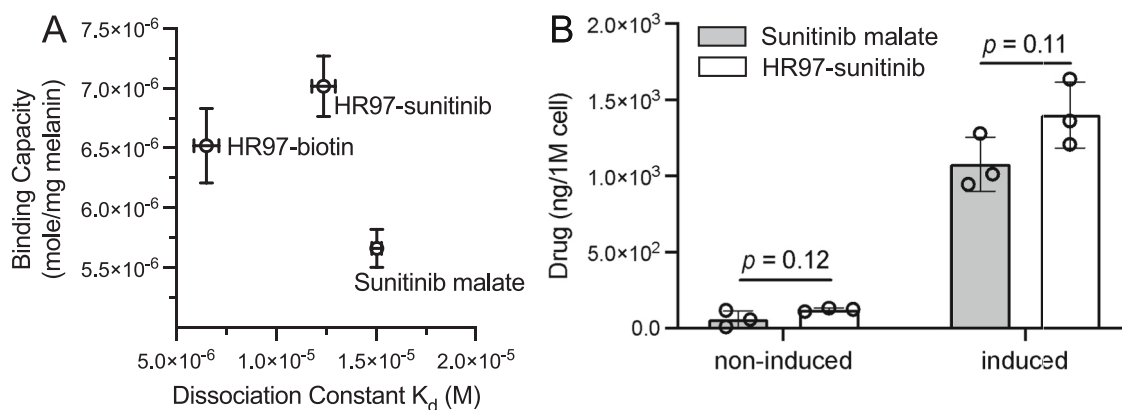 A
Binding Capacity
(mole/mg melanin)
7.5×10⁻⁶
7.0×10⁻⁶
6.5×10⁻⁶
6.0×10⁻⁶
5.5×10⁻⁶
HR97-sunitinib
HR97-biotin
Sunitinib malate
5.0×10⁻⁶ 1.0×10⁻⁵ 1.5×10⁻⁵ 2.0×10⁻⁵
Dissociation Constant K_d (M)
B
Drug (ng/1M cell)
2.0×10³
1.5×10³
1.0×10³
5.0×10²
0.0
Sunitinib malate
HR97-sunitinib
p = 0.11
p = 0.12
non-induced induced